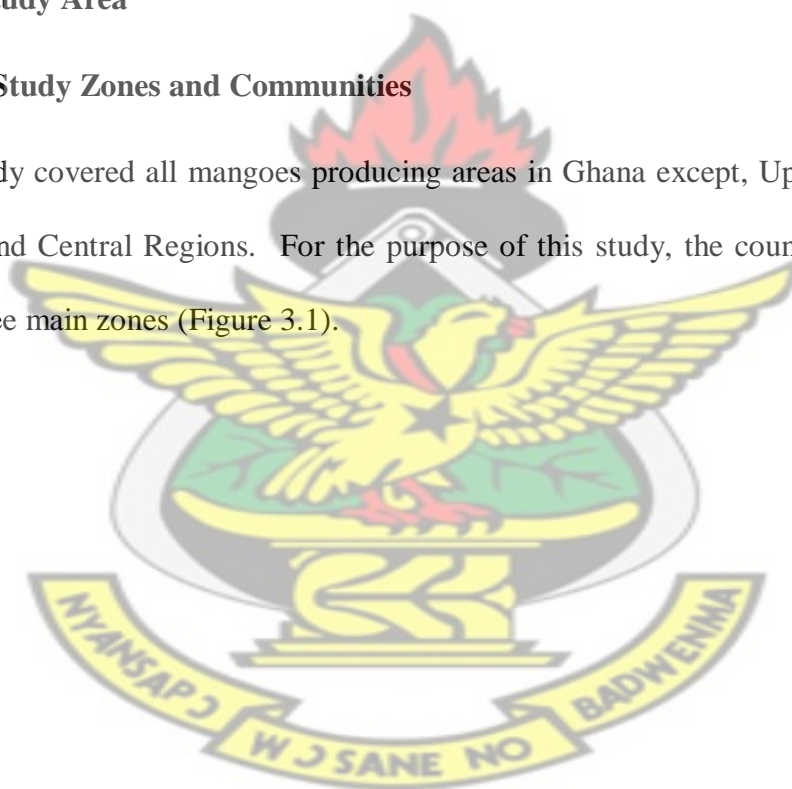 tudy Area
Study Zones and Communities
dy covered all mangoes producing areas in Ghana except, Up
nd Central Regions. For the purpose of this study, the coun
ee main zones (Figure 3.1).
NYANSAPƆ
WƆSANE NO
BADWENMA